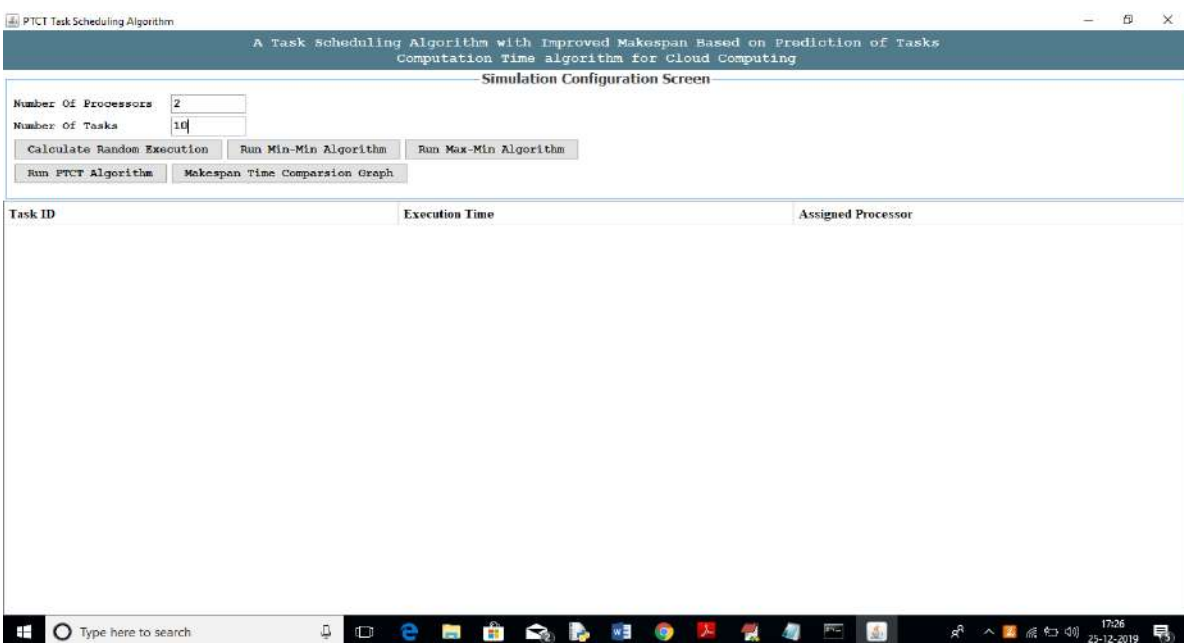 PTCT Task Scheduling Algorithm
A Task Scheduling Algorithm with Improved Makespan Based on Prediction of Tasks
Computation Time algorithm for Cloud Computing
Simulation Configuration Screen
Number Of Processors 2
Number Of Tasks 10
Calculate Random Execution Run Min-Min Algorithm Run Max-Min Algorithm
Run PTCT Algorithm Makespan Time Comparsion Graph
Task ID Execution Time Assigned Processor
Type here to search
17:26
25-12-2019